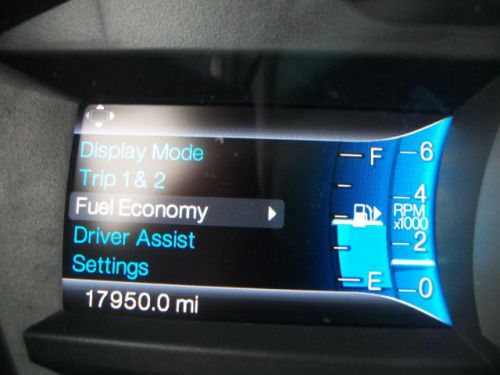 Display Mode
Trip 1 & 2
Fuel Economy
Driver Assist
Settings
17950.0 mi
F
E
6
4
RPM
x1000
2
0